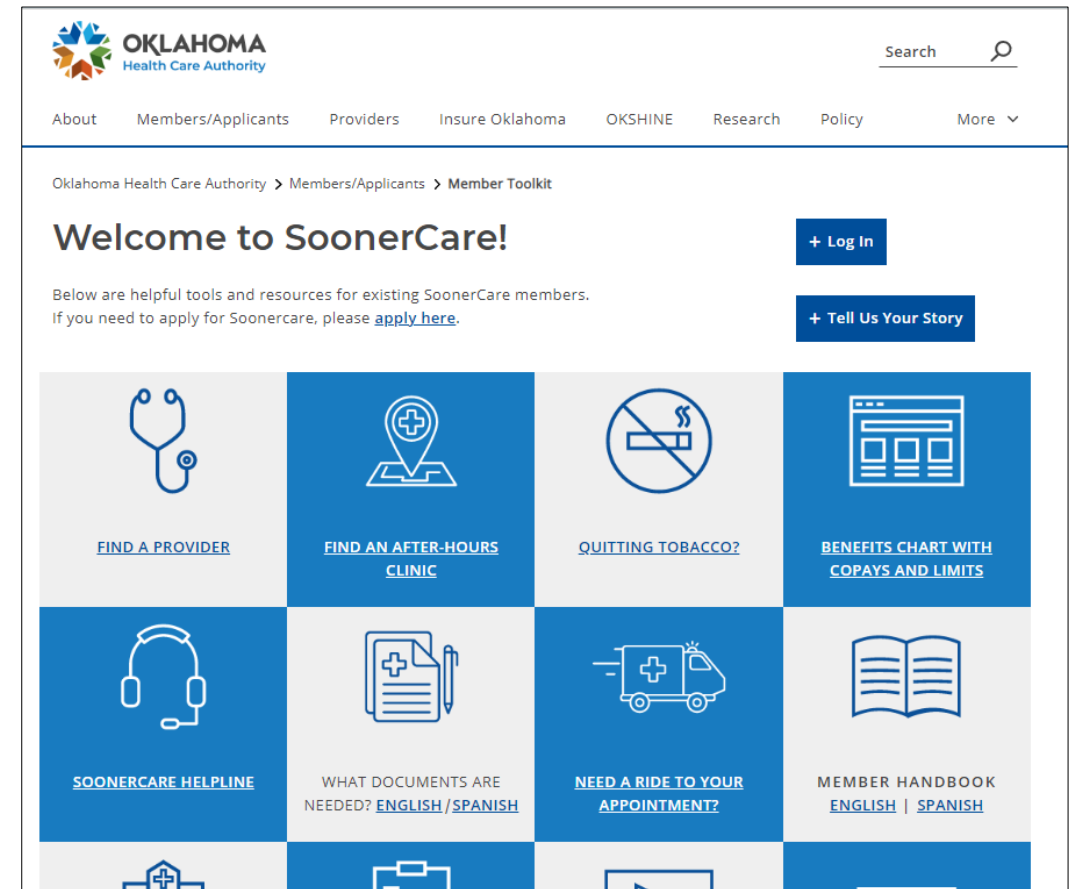 OKLAHOMA
Health Care Authority
Search
About Members/Applicants Providers Insure Oklahoma OKSHINE Research Policy More
Oklahoma Health Care Authority > Members/Applicants > Member Toolkit
Welcome to SoonerCare!
+ Log In
Below are helpful tools and resources for existing SoonerCare members.
If you need to apply for Soonercare, please apply here.
+ Tell Us Your Story
FIND A PROVIDER
FIND AN AFTER-HOURS
CLINIC
QUITTING TOBACCO?
BENEFITS CHART WITH
COPAYS AND LIMITS
SOONERCARE HELPLINE
WHAT DOCUMENTS ARE
NEEDED? ENGLISH / SPANISH
NEED A RIDE TO YOUR
APPOINTMENT?
MEMBER HANDBOOK
ENGLISH | SPANISH